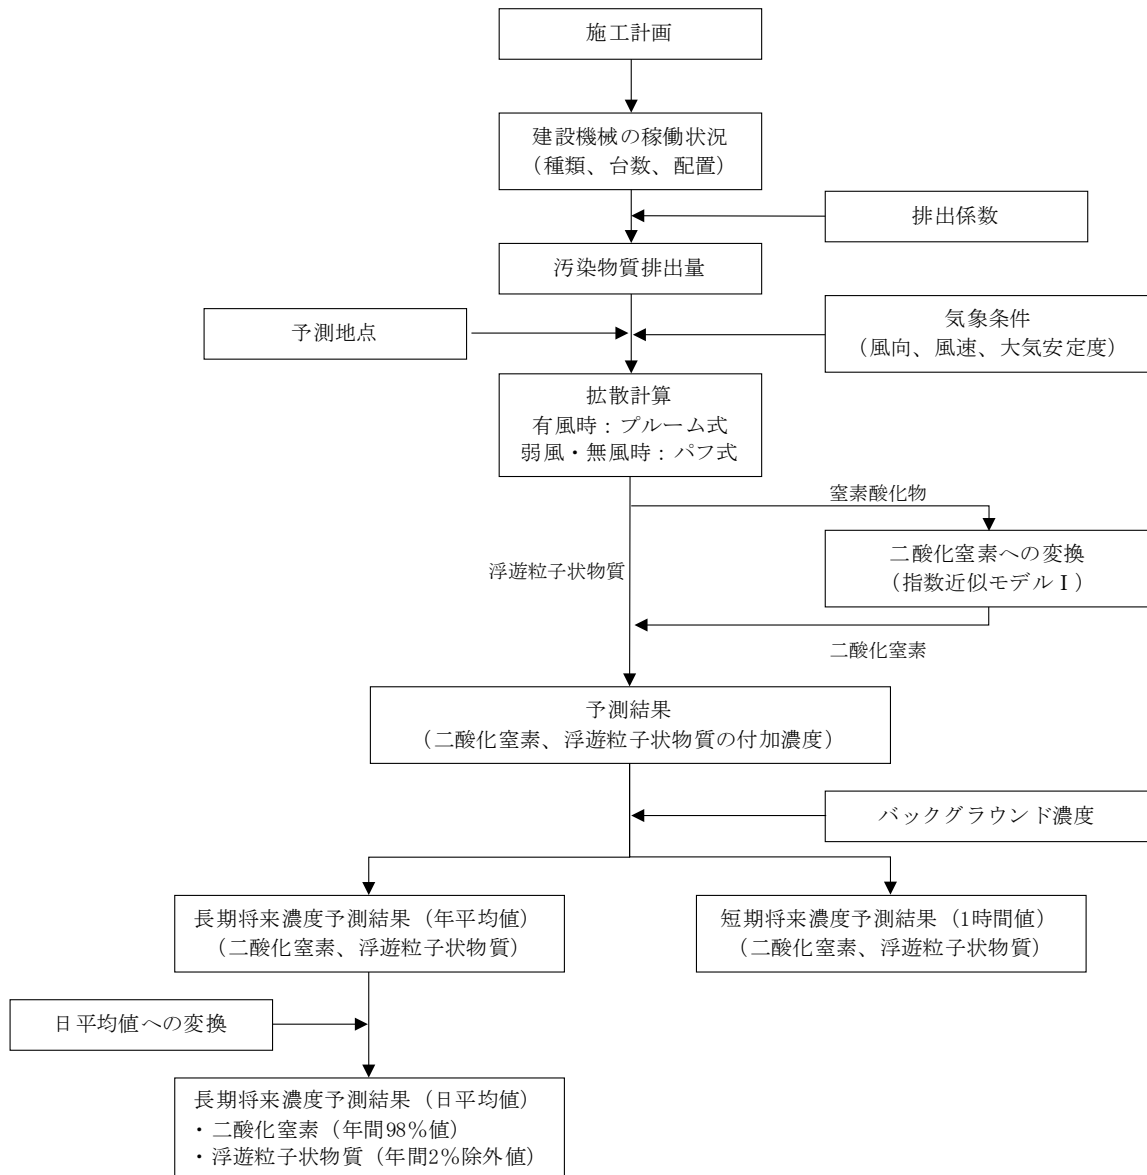 施工計画
建設機械の稼働状況
（種類、台数、配置）
排出係数
汚染物質排出量
予測地点
気象条件
（風向、風速、大気安定度）
拡散計算
有風時：プルーム式
弱風・無風時：パフ式
窒素酸化物
浮遊粒子状物質
二酸化窒素への変換
（指数近似モデルⅠ）
二酸化窒素
予測結果
（二酸化窒素、浮遊粒子状物質の付加濃度）
バックグラウンド濃度
長期将来濃度予測結果（年平均値）
（二酸化窒素、浮遊粒子状物質）
短期将来濃度予測結果（1時間値）
（二酸化窒素、浮遊粒子状物質）
日平均値への変換
長期将来濃度予測結果（日平均値）
・二酸化窒素（年間98%値）
・浮遊粒子状物質（年間2%除外値）